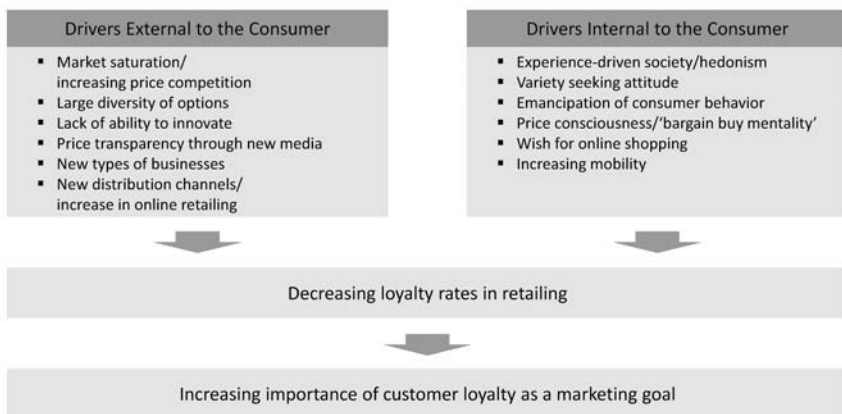 Drivers External to the Consumer
▪ Market saturation/
increasing price competition
▪ Large diversity of options
▪ Lack of ability to innovate
▪ Price transparency through new media
▪ New types of businesses
▪ New distribution channels/
increase in online retailing
Drivers Internal to the Consumer
▪ Experience-driven society/hedonism
▪ Variety seeking attitude
▪ Emancipation of consumer behavior
▪ Price consciousness/‘bargain buy mentality’
▪ Wish for online shopping
▪ Increasing mobility
Decreasing loyalty rates in retailing
Increasing importance of customer loyalty as a marketing goal